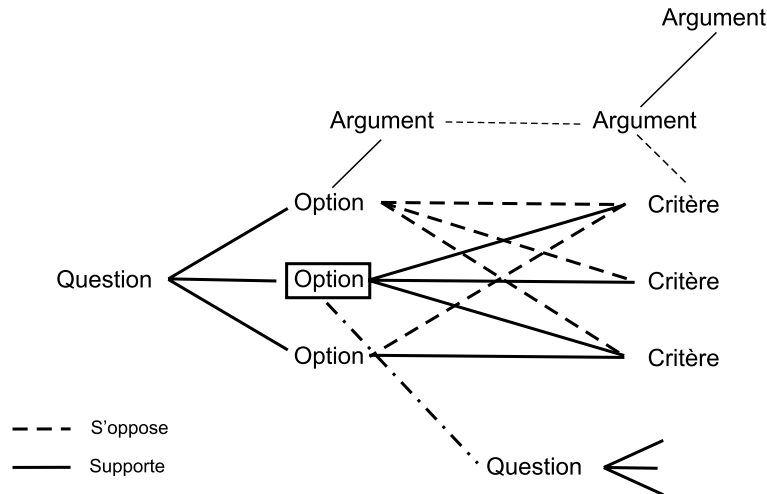 Argument
Argument
Argument
Option
Critère
Question
Option
Critère
Option
Critère
S'oppose
Supporte
Question